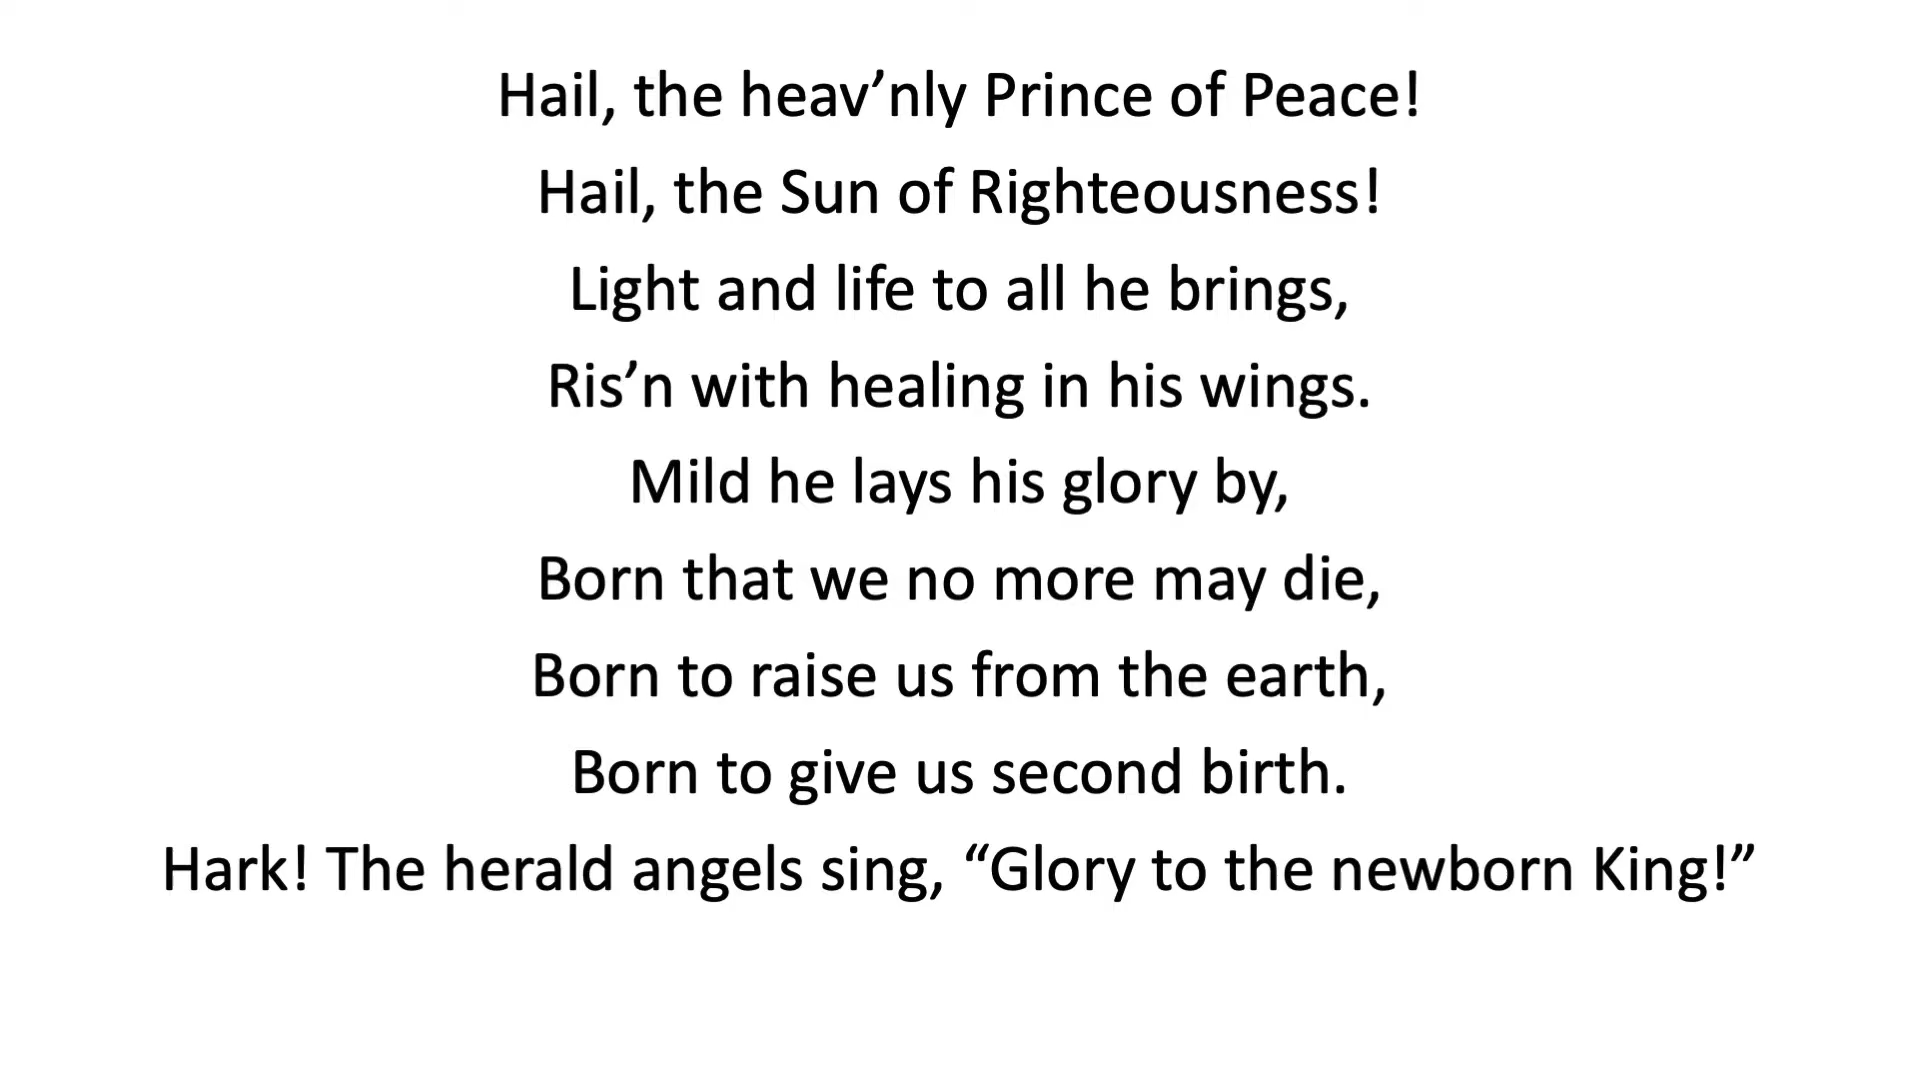 Hail, the heav’nly Prince of Peace!
Hail, the Sun of Righteousness!
Light and life to all he brings,
Ris’n with healing in his wings.
Mild he lays his glory by,
Born that we no more may die,
Born to raise us from the earth,
Born to give us second birth.
Hark! The herald angels sing, “Glory to the newborn King!”